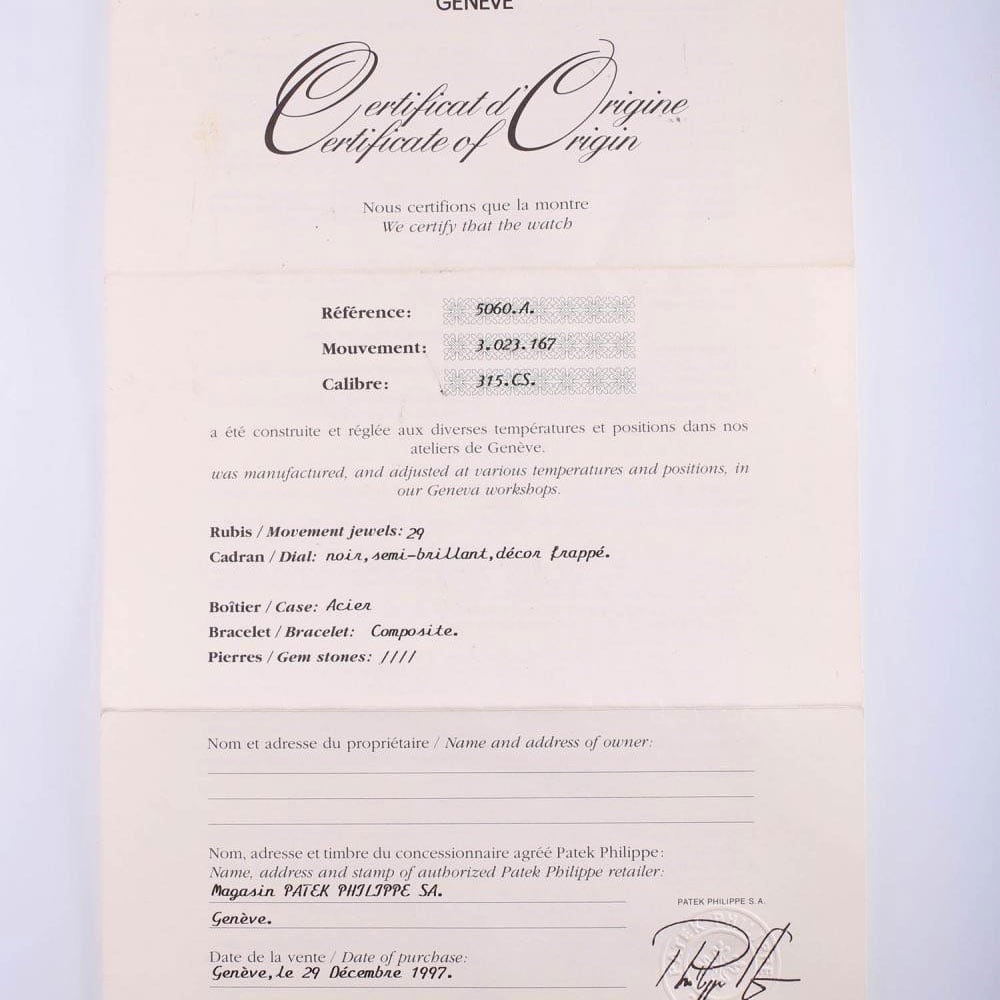 GENÈVE
Certificat d'Origine
Certificate of Origin
Nous certifions que la montre
We certify that the watch
Référence: 5060.A.
Mouvement: 3.023.167
Calibre: 315.CS.
a été construite et réglée aux diverses températures et positions dans nos
ateliers de Genève.
was manufactured, and adjusted at various temperatures and positions, in
our Geneva workshops.
Rubis / Movement jewels: 29
Cadran / Dial: noir, semi-brillant, décor frappé.
Boîtier / Case: Acier
Bracelet / Bracelet: Composite.
Pierres / Gem stones: ////
Nom et adresse du propriétaire / Name and address of owner:
Nom, adresse et timbre du concessionnaire agréé Patek Philippe:
Name, address and stamp of authorized Patek Philippe retailer:
Magasin PATEK PHILIPPE SA.
PATEK PHILIPPE S.A.
Genève.
Date de la vente / Date of purchase:
Genève, le 29 Décembre 1997.